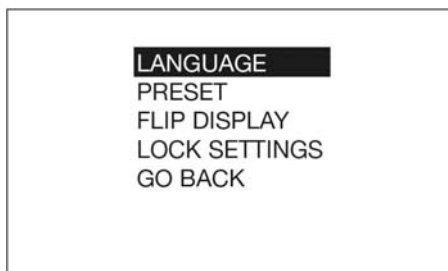 LANGUAGE
PRESET
FLIP DISPLAY
LOCK SETTINGS
GO BACK